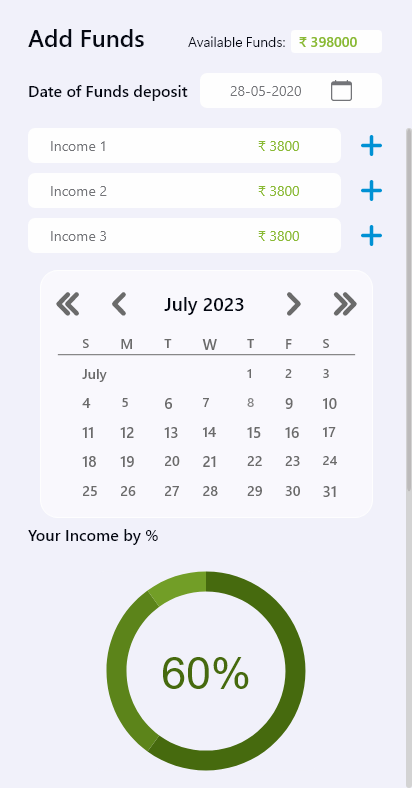 Add Funds
Available Funds: ₹ 398000
Date of Funds deposit 28-05-2020
Income 1 ₹ 3800
Income 2 ₹ 3800
Income 3 ₹ 3800
July 2023
S M T W T F S
July 1 2 3
4 5 6 7 8 9 10
11 12 13 14 15 16 17
18 19 20 21 22 23 24
25 26 27 28 29 30 31
Your Income by %
60%